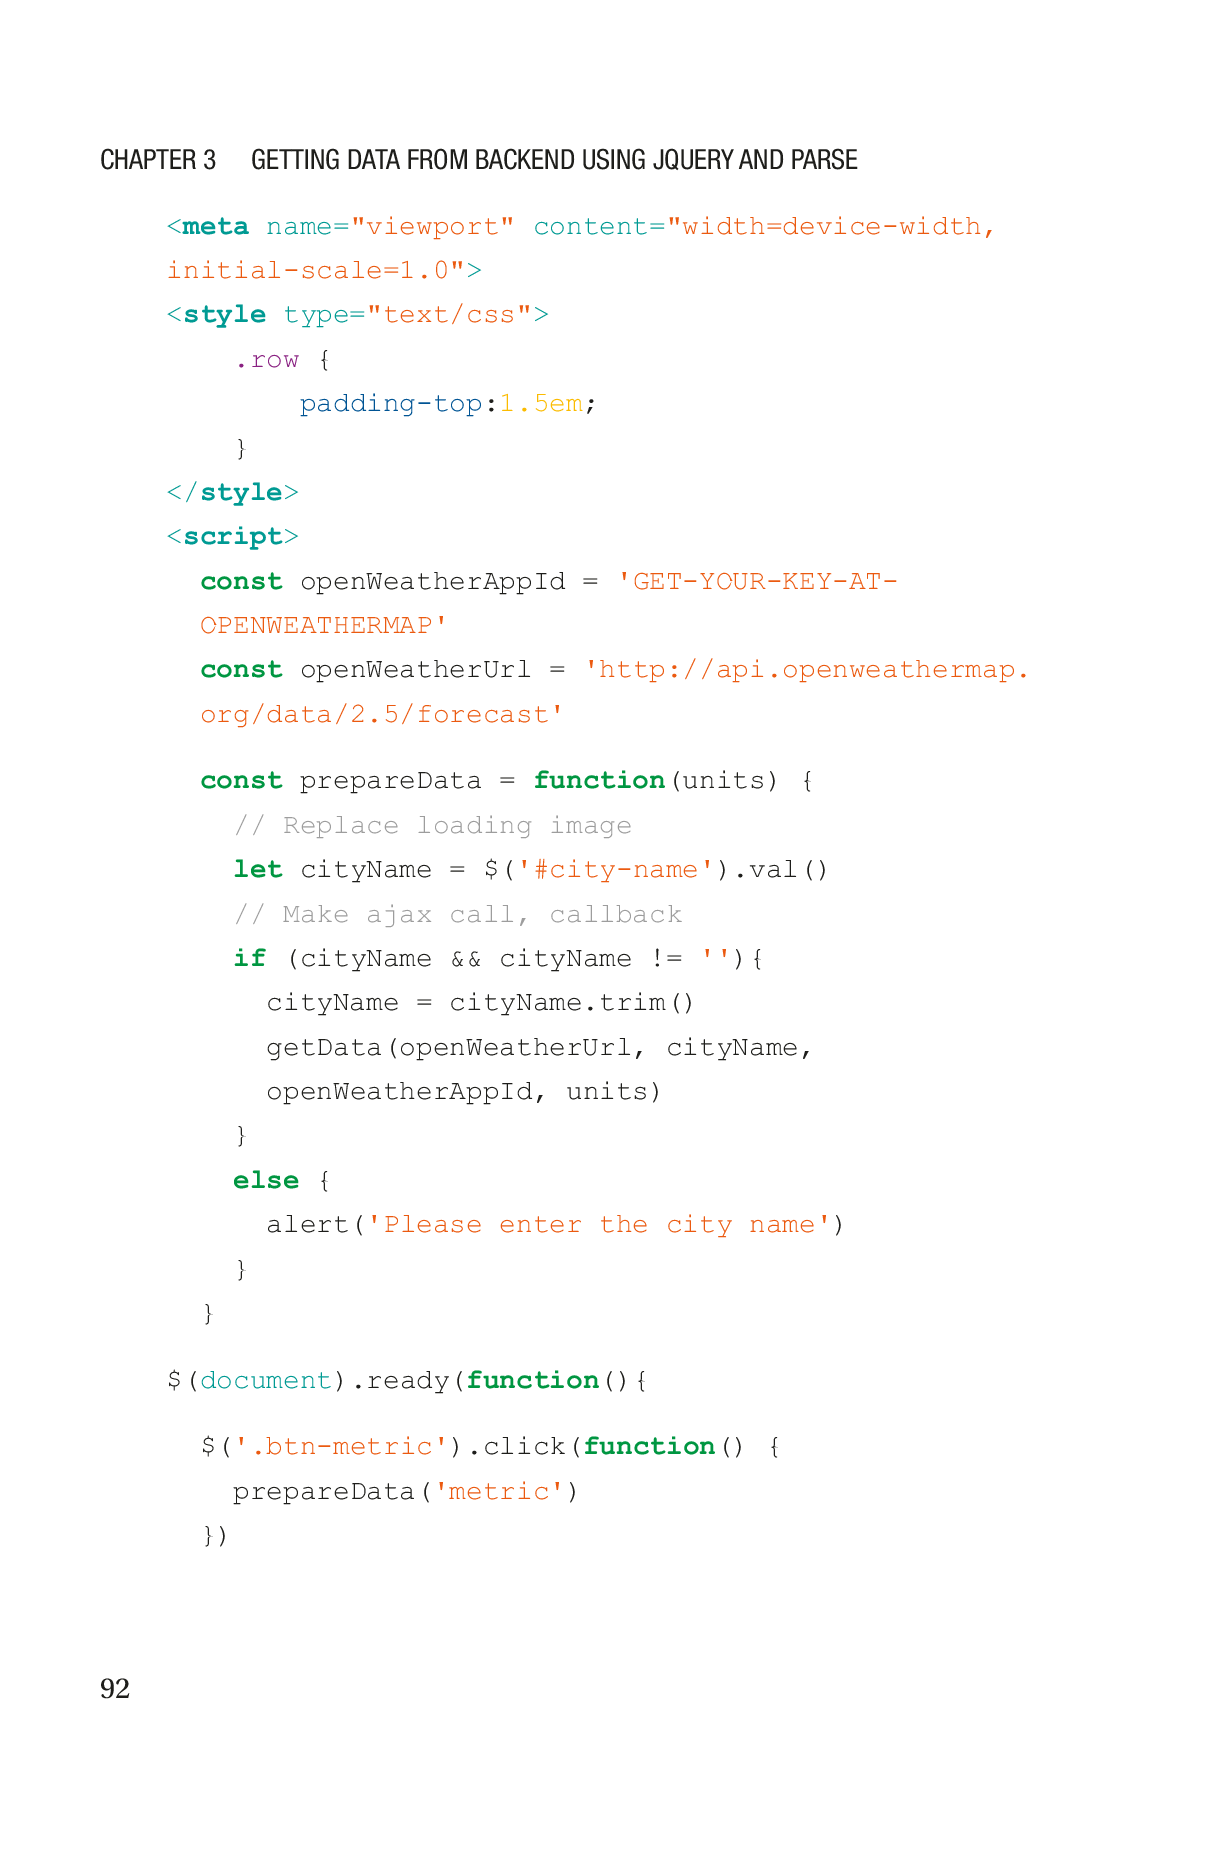 CHAPTER 3 GETTING DATA FROM BACKEND USING JQUERY AND PARSE
<meta name="viewport" content="width=device-width,
initial-scale=1.0">
<style type="text/css">
    .row {
        padding-top:1.5em;
    }
</style>
<script>
  const openWeatherAppId = 'GET-YOUR-KEY-AT-
  OPENWEATHERMAP'
  const openWeatherUrl = 'http://api.openweathermap.
  org/data/2.5/forecast'
  const prepareData = function(units) {
    // Replace loading image
    let cityName = $('#city-name').val()
    // Make ajax call, callback
    if (cityName && cityName != ''){
      cityName = cityName.trim()
      getData(openWeatherUrl, cityName,
      openWeatherAppId, units)
    }
    else {
      alert('Please enter the city name')
    }
  }
$(document).ready(function(){
  $('.btn-metric').click(function() {
    prepareData('metric')
  })
92